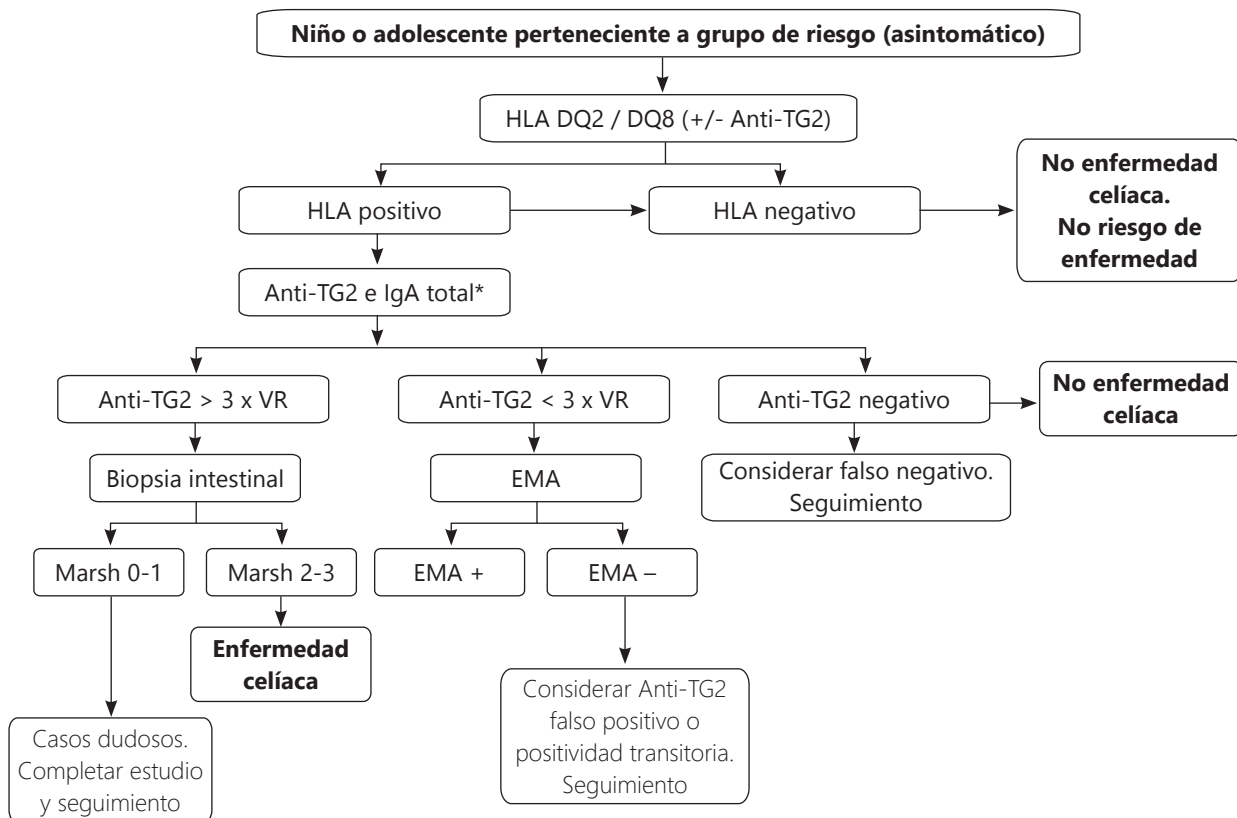 Niño o adolescente perteneciente a grupo de riesgo (asintomático)
HLA DQ2 / DQ8 (+/- Anti-TG2)
HLA positivo
HLA negativo
No enfermedad
celíaca.
No riesgo de
enfermedad
Anti-TG2 e IgA total*
Anti-TG2 > 3 x VR
Anti-TG2 < 3 x VR
Anti-TG2 negativo
No enfermedad
celíaca
Biopsia intestinal
EMA
Considerar falso negativo.
Seguimiento
Marsh 0-1
Marsh 2-3
EMA +
EMA –
Enfermedad
celíaca
Casos dudosos.
Completar estudio
y seguimiento
Considerar Anti-TG2
falso positivo o
positividad transitoria.
Seguimiento